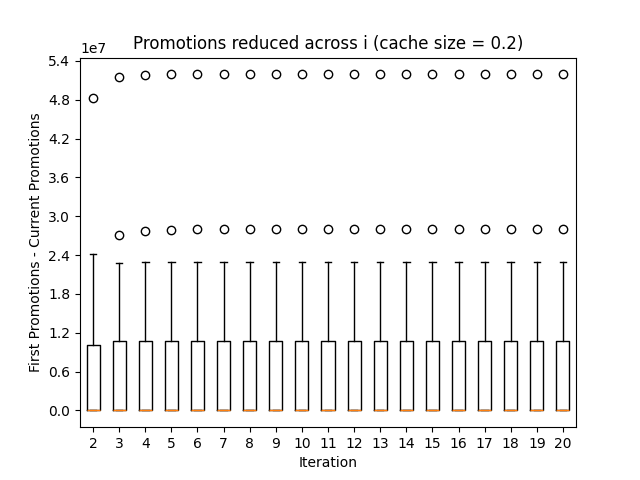 Promotions reduced across i (cache size = 0.2)
1e7
5.4
4.8
4.2
3.6
3.0
2.4
1.8
1.2
0.6
0.0
First Promotions - Current Promotions
2 3 4 5 6 7 8 9 10 11 12 13 14 15 16 17 18 19 20
Iteration